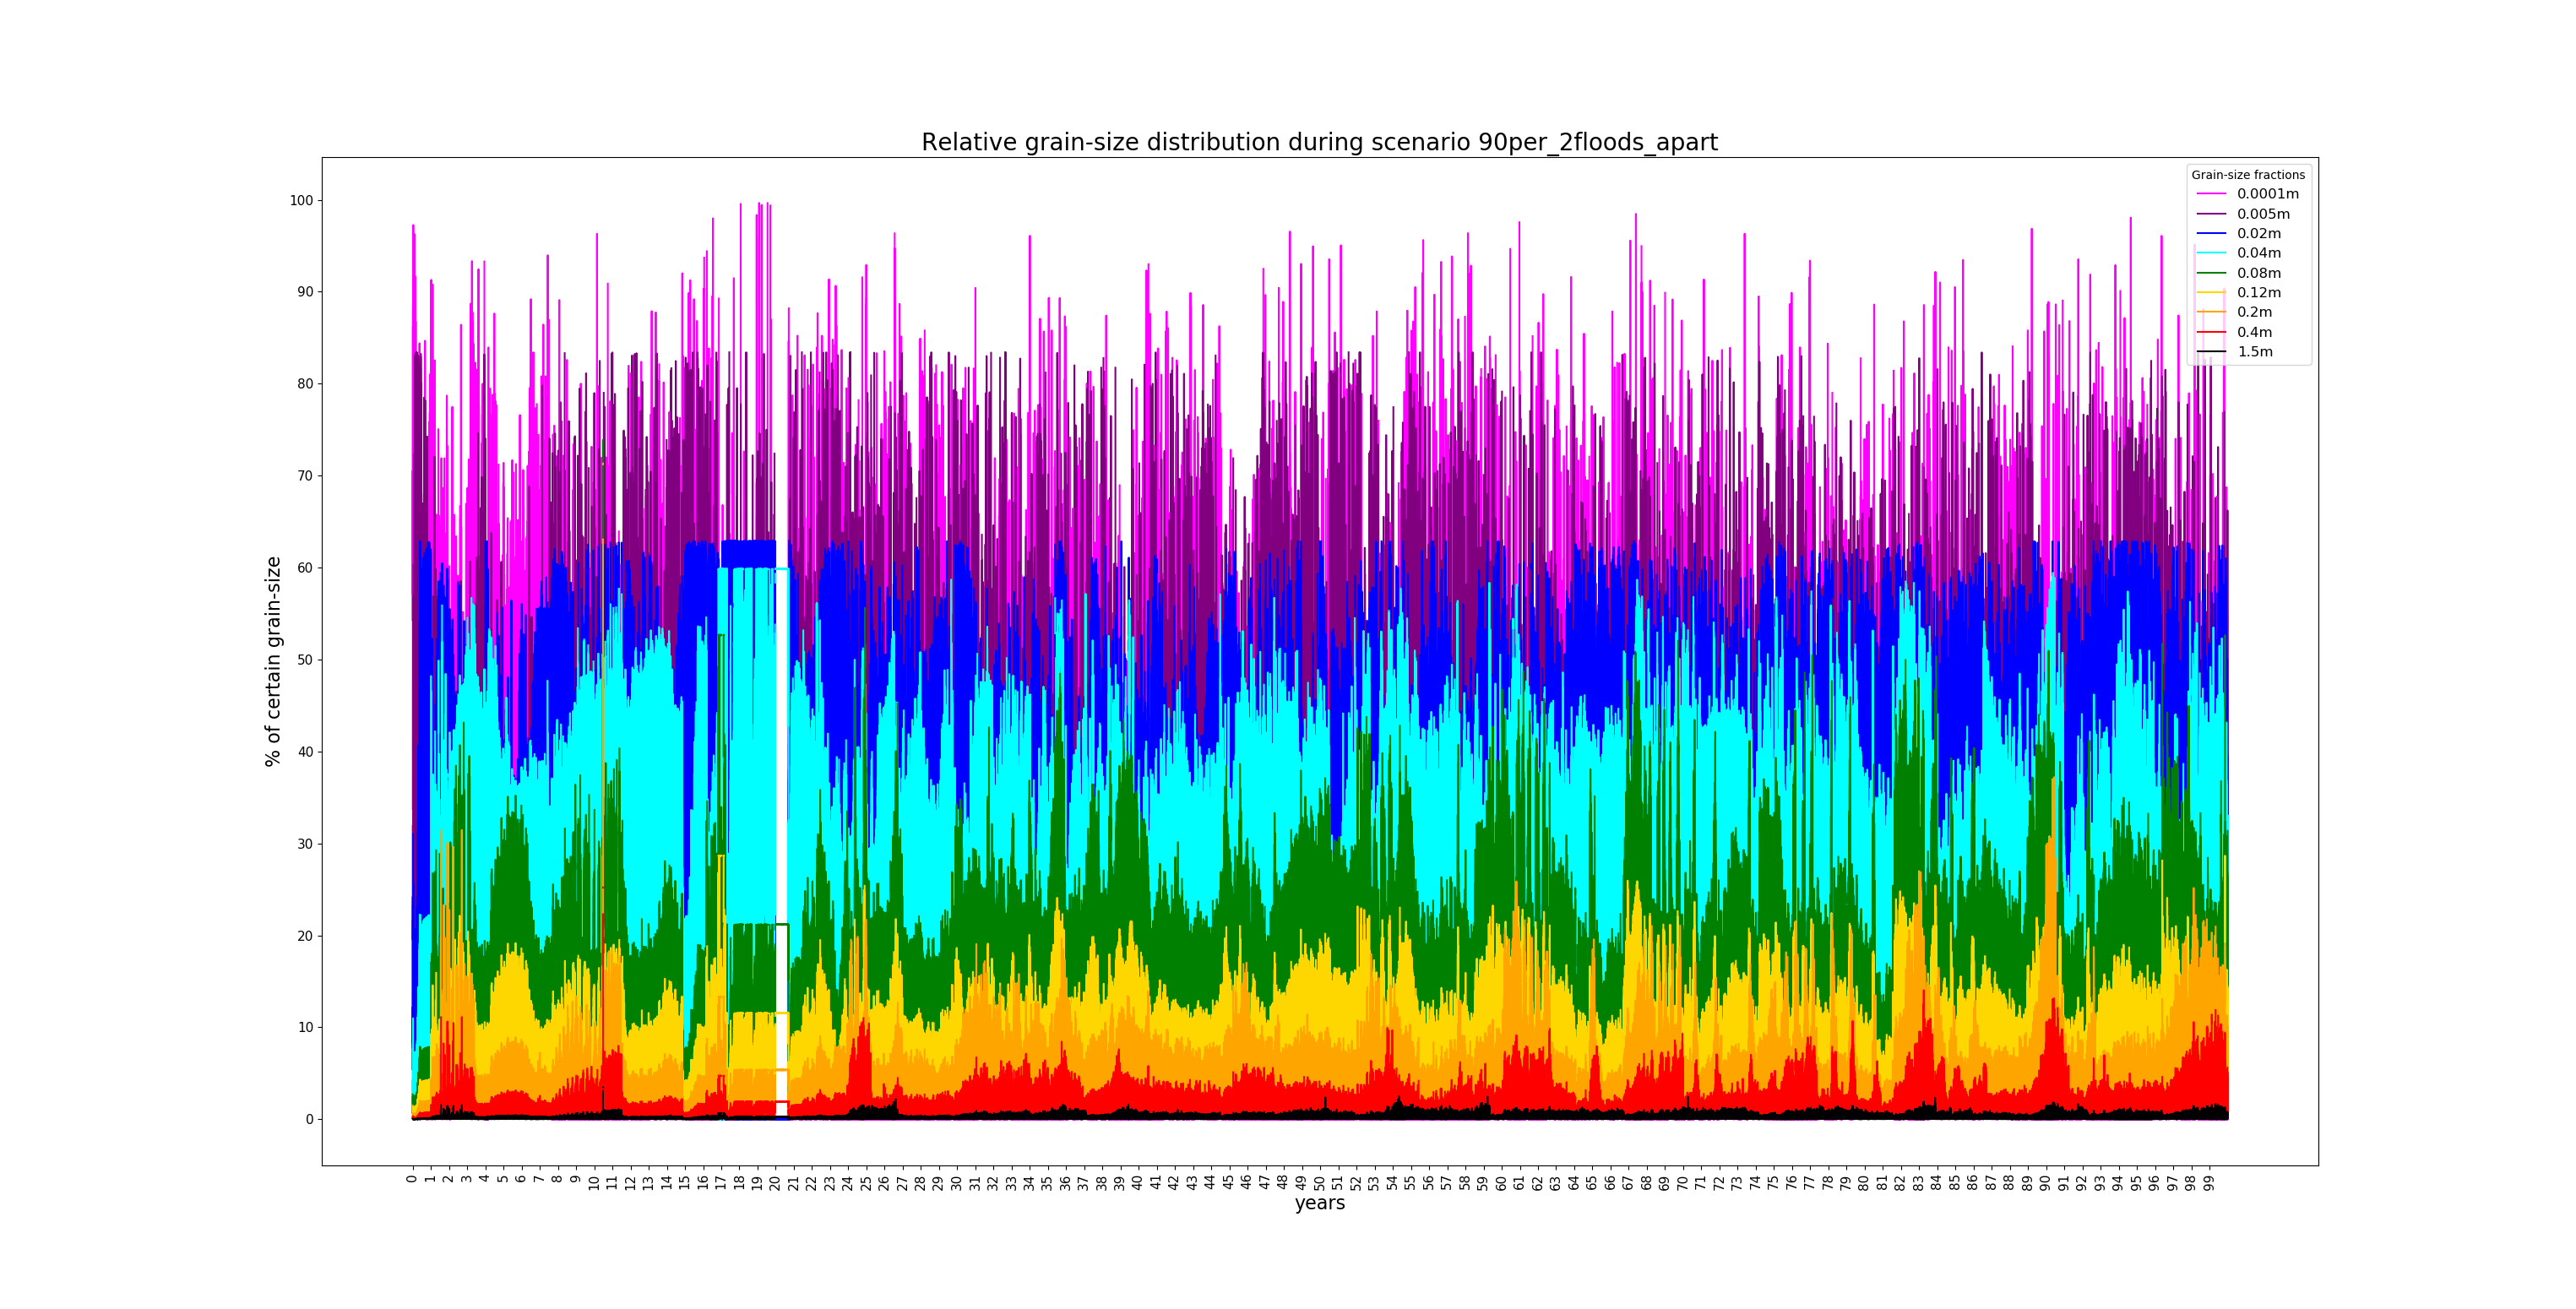 Relative grain-size distribution during scenario 90per_2floods_apart
Grain-size fractions
0.0001m
0.005m
0.02m
0.04m
0.08m
0.12m
0.2m
0.4m
1.5m
100
90
80
70
60
50
40
30
20
10
0
% of certain grain-size
0 1 2 3 4 5 6 7 8 9 10 11 12 13 14 15 16 17 18 19 20 21 22 23 24 25 26 27 28 29 30 31 32 33 34 35 36 37 38 39 40 41 42 43 44 45 46 47 48 49 50 51 52 53 54 55 56 57 58 59 60 61 62 63 64 65 66 67 68 69 70 71 72 73 74 75 76 77 78 79 80 81 82 83 84 85 86 87 88 89 90 91 92 93 94 95 96 97 98 99
years